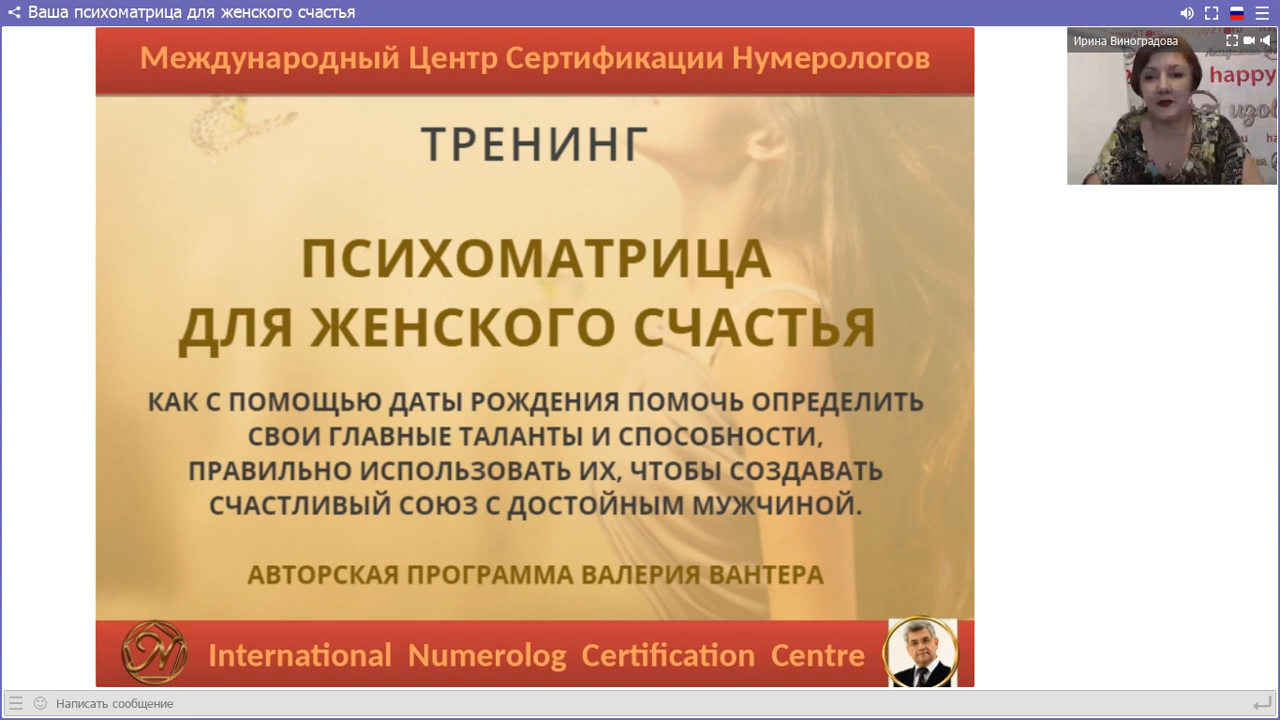 Ваша психоматрица для женского счастья
Международный Центр Сертификации Нумерологов
ТРЕНИНГ
ПСИХОМАТРИЦА
ДЛЯ ЖЕНСКОГО СЧАСТЬЯ
КАК С ПОМОЩЬЮ ДАТЫ РОЖДЕНИЯ ПОМОЧЬ ОПРЕДЕЛИТЬ
СВОИ ГЛАВНЫЕ ТАЛАНТЫ И СПОСОБНОСТИ,
ПРАВИЛЬНО ИСПОЛЬЗОВАТЬ ИХ, ЧТОБЫ СОЗДАВАТЬ
СЧАСТЛИВЫЙ СОЮЗ С ДОСТОЙНЫМ МУЖЧИНОЙ.
АВТОРСКАЯ ПРОГРАММА ВАЛЕРИЯ ВАНТЕРА
International Numerolog Certification Centre
Ирина Виноградова
happy
Написать сообщение